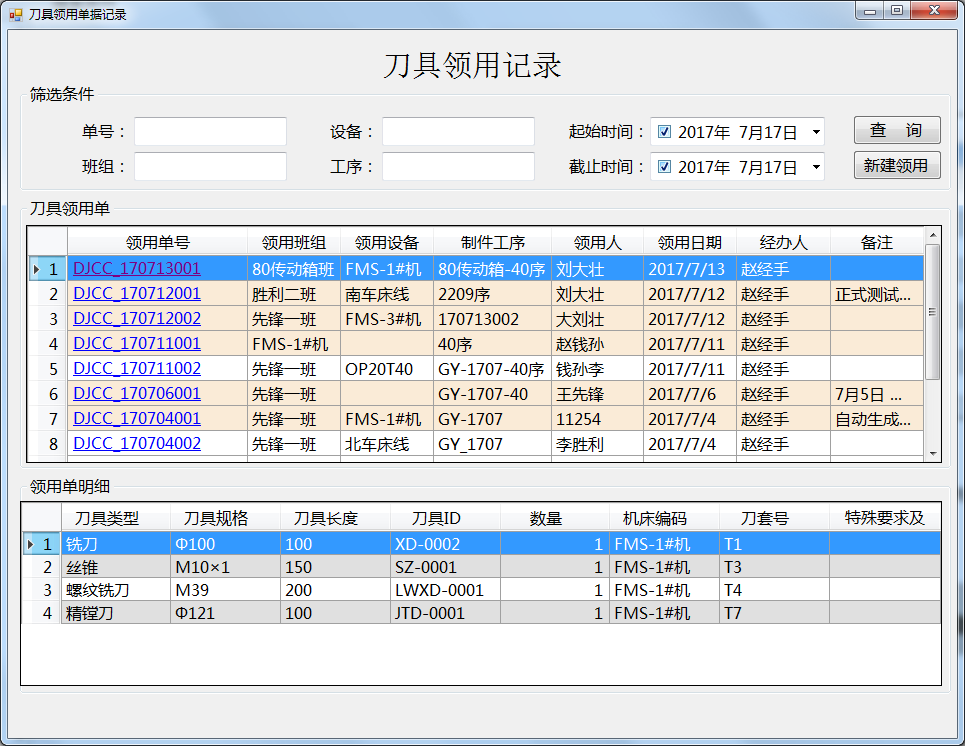 刀具领用单据记录
刀具领用记录
筛选条件
单号： 设备： 起始时间： 2017年 7月17日 查 询
班组： 工序： 截止时间： 2017年 7月17日 新建领用
刀具领用单
领用单号 领用班组 领用设备 制件工序 领用人 领用日期 经办人 备注
1 DJCC_170713001 80传动箱班 FMS-1#机 80传动箱-40序 刘大壮 2017/7/13 赵经手
2 DJCC_170712001 胜利二班 南车床线 2209序 刘大壮 2017/7/12 赵经手 正式测试...
3 DJCC_170712002 先锋一班 FMS-3#机 170713002 大刘壮 2017/7/12 赵经手
4 DJCC_170711001 FMS-1#机 40序 赵钱孙 2017/7/11 赵经手
5 DJCC_170711002 先锋一班 OP20T40 GY-1707-40序 钱孙李 2017/7/11 赵经手
6 DJCC_170706001 先锋一班 GY-1707-40 王先锋 2017/7/6 赵经手 7月5日 ...
7 DJCC_170704001 先锋一班 FMS-1#机 GY-1707 11254 2017/7/4 赵经手 自动生成...
8 DJCC_170704002 先锋一班 北车床线 GY_1707 李胜利 2017/7/4 赵经手
领用单明细
刀具类型 刀具规格 刀具长度 刀具ID 数量 机床编码 刀套号 特殊要求及
1 铣刀 Φ100 100 XD-0002 1 FMS-1#机 T1
2 丝锥 M10×1 150 SZ-0001 1 FMS-1#机 T3
3 螺纹铣刀 M39 200 LWXD-0001 1 FMS-1#机 T4
4 精镗刀 Φ121 100 JTD-0001 1 FMS-1#机 T7